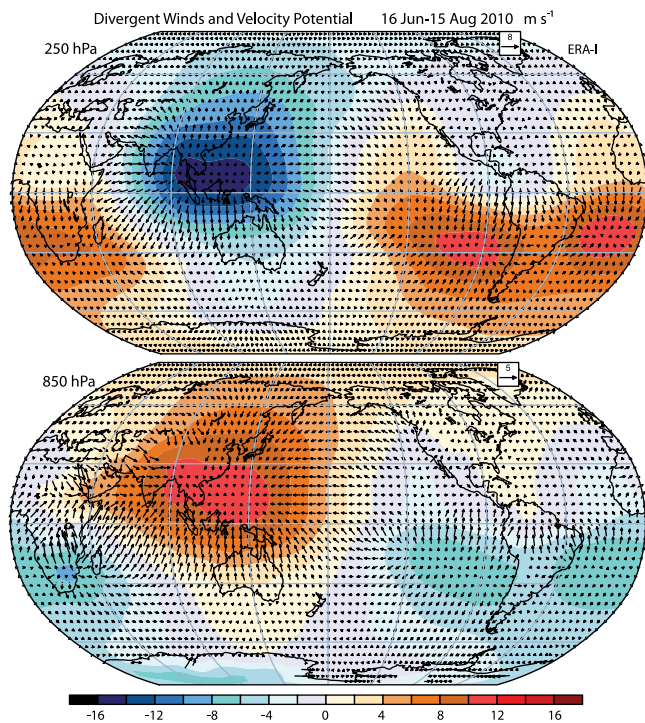 Divergent Winds and Velocity Potential 16 Jun-15 Aug 2010 m s⁻¹
250 hPa 8 ERA-I
850 hPa 5
-16 -12 -8 -4 0 4 8 12 16